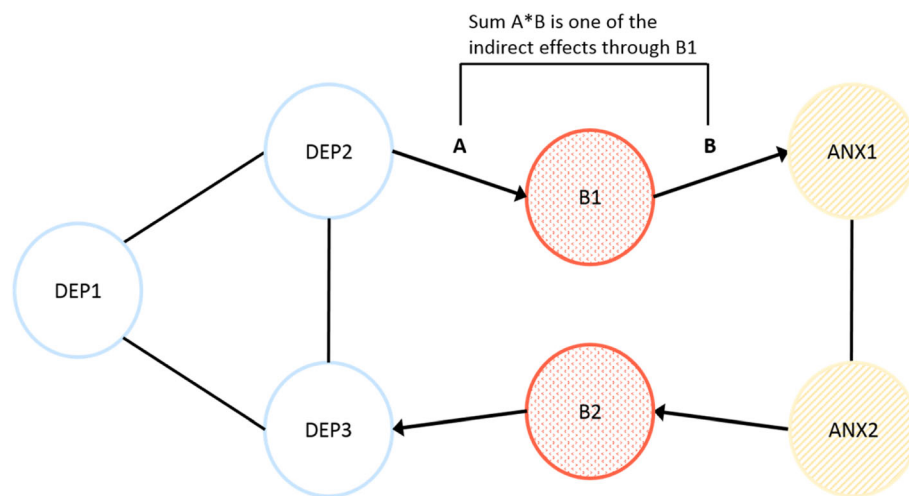 Sum A*B is one of the
indirect effects through B1
A
B
DEP2
B1
ANX1
DEP1
DEP3
B2
ANX2